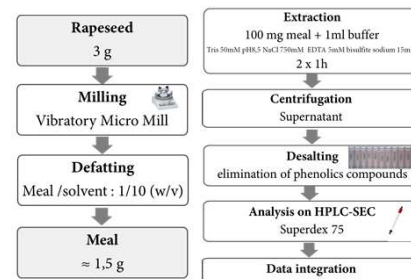 Rapeseed
3 g
Milling
Vibratory Micro Mill
Defatting
Meal /solvent : 1/10 (w/v)
Meal
≈ 1,5 g
Extraction
100 mg meal + 1ml buffer
Tris 50mM pH8,5 NaCl 750mM EDTA 5mM bisulfite sodium 15m
2 x 1h
Centrifugation
Supernatant
Desalting
elimination of phenolics compounds
Analysis on HPLC-SEC
Superdex 75
Data integration